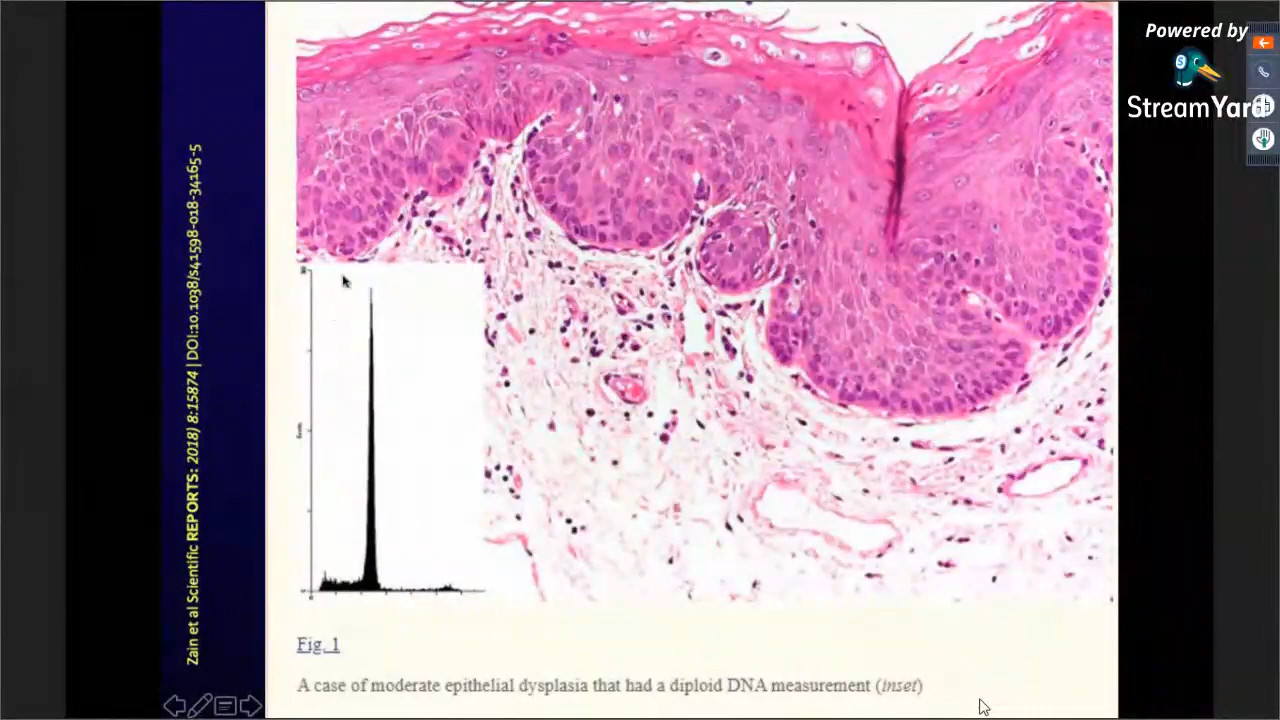 Powered by
StreamYard
Zain et al Scientific REPORTS: 2018) 8:15874 | DOI:10.1038/s41598-018-34165-5
Fig. 1
A case of moderate epithelial dysplasia that had a diploid DNA measurement (inset)